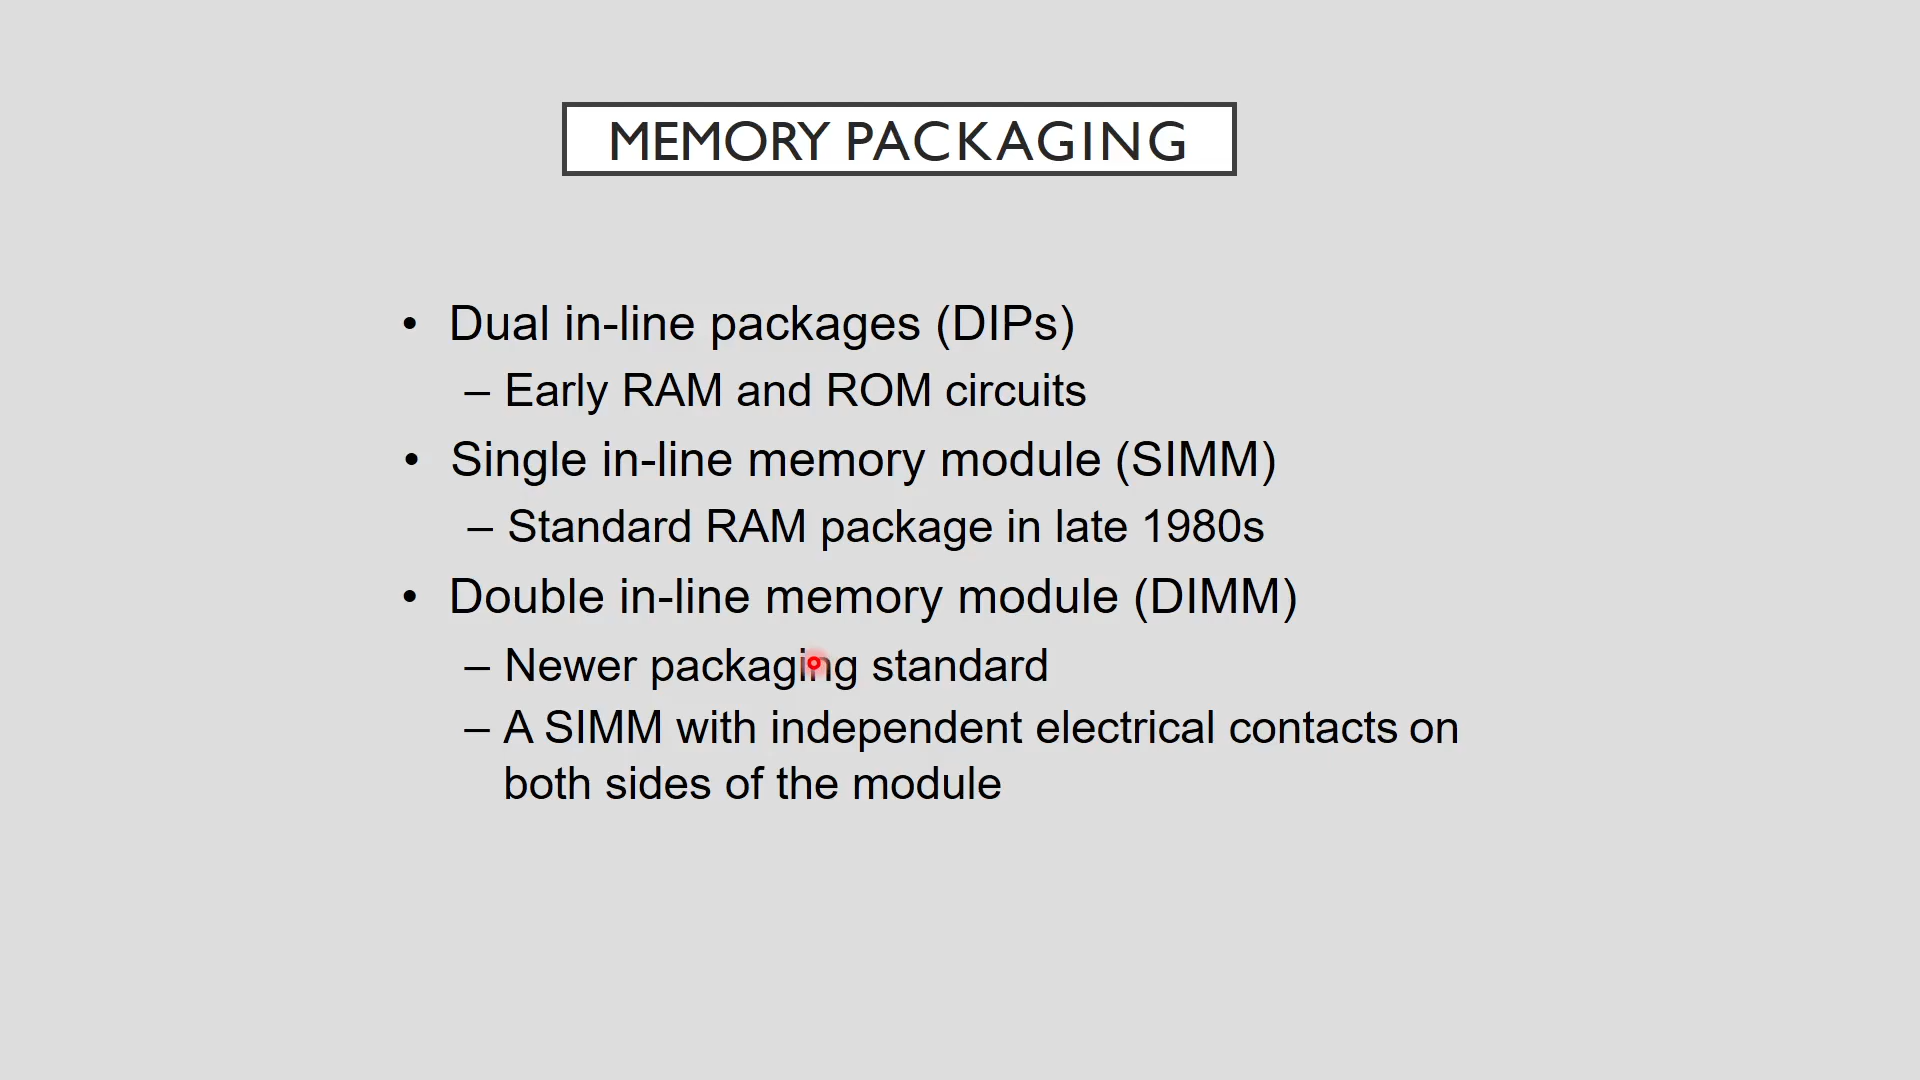 MEMORY PACKAGING
• Dual in-line packages (DIPs)
– Early RAM and ROM circuits
• Single in-line memory module (SIMM)
– Standard RAM package in late 1980s
• Double in-line memory module (DIMM)
– Newer packaging standard
– A SIMM with independent electrical contacts on
both sides of the module